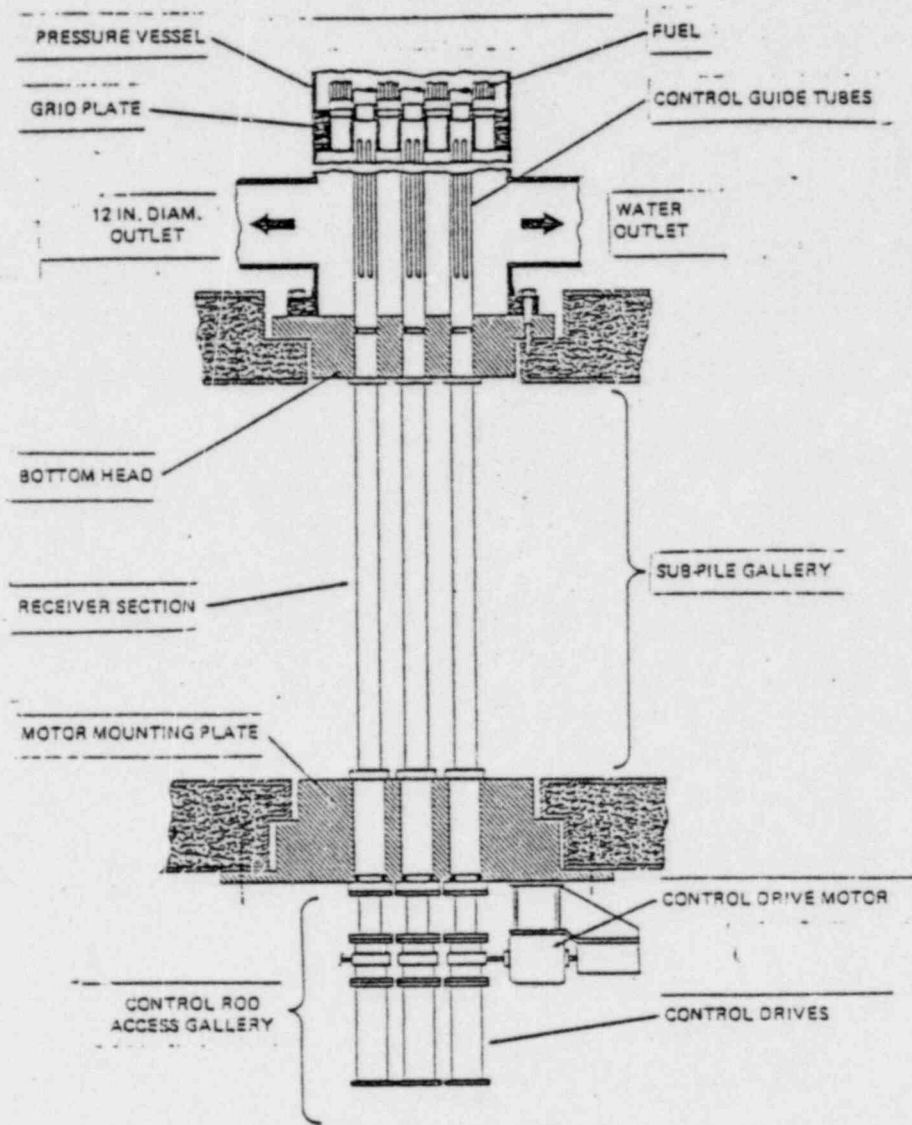 PRESSURE VESSEL
FUEL
GRID PLATE
CONTROL GUIDE TUBES
12 IN. DIAM.
OUTLET
WATER
OUTLET
BOTTOM HEAD
SUB-PILE GALLERY
RECEIVER SECTION
MOTOR MOUNTING PLATE
CONTROL DRIVE MOTOR
CONTROL ROD
ACCESS GALLERY
CONTROL DRIVES